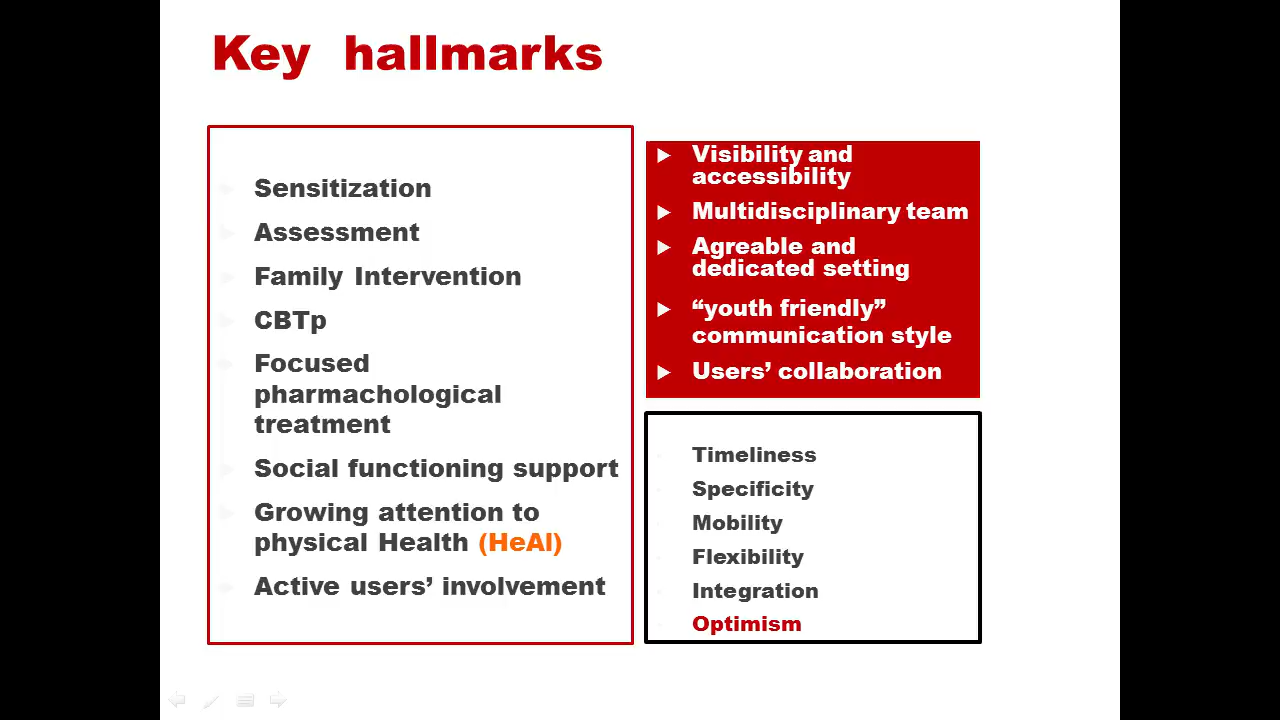 Key hallmarks
Sensitization
Assessment
Family Intervention
CBTp
Focused
pharmachological
treatment
Social functioning support
Growing attention to
physical Health (HeAl)
Active users’ involvement
Visibility and
accessibility
Multidisciplinary team
Agreable and
dedicated setting
“youth friendly”
communication style
Users’ collaboration
Timeliness
Specificity
Mobility
Flexibility
Integration
Optimism